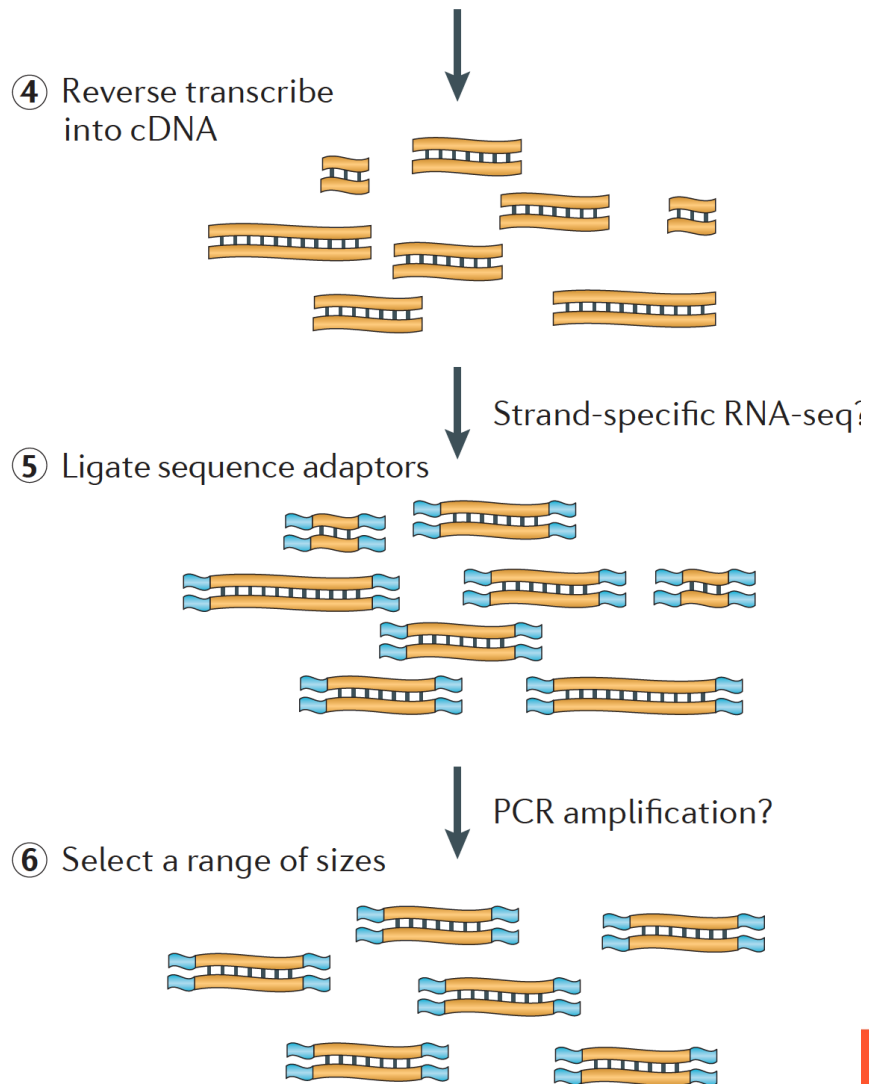 ④ Reverse transcribe
into cDNA
Strand-specific RNA-seq?
⑤ Ligate sequence adaptors
PCR amplification?
⑥ Select a range of sizes